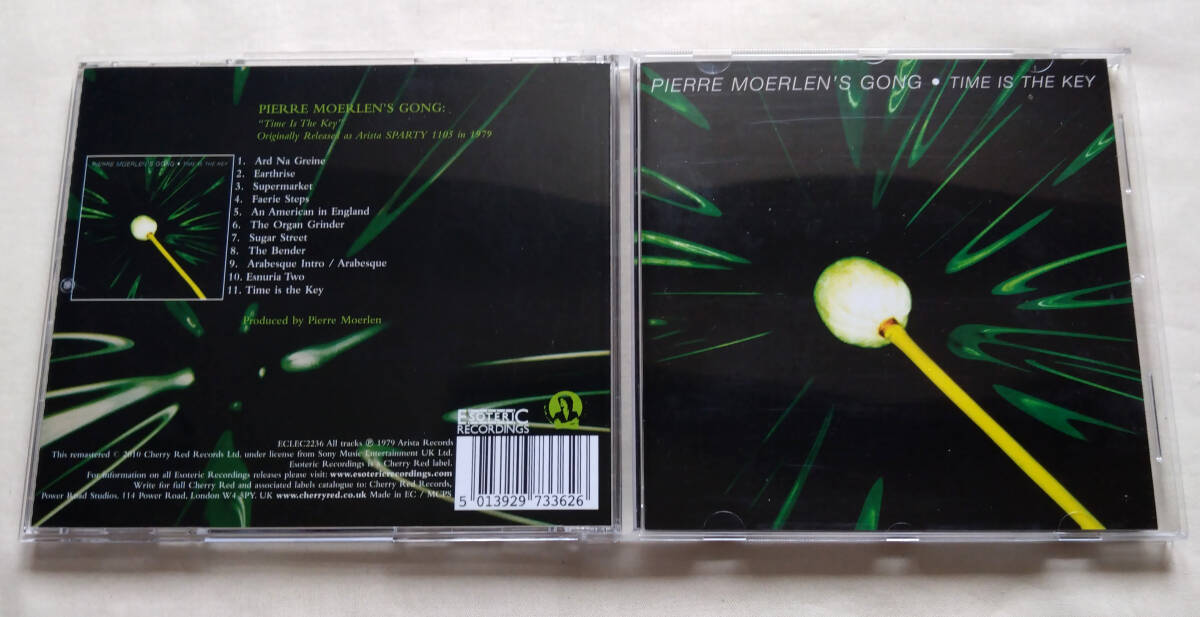 PIERRE MOERLEN'S GONG:
"Time Is The Key"
Originally Released as Arista SPARTY 1103 in 1979
PIERRE MOERLEN'S GONG • TIME IS THE KEY
1. Ard Na Greine
2. Earthrise
3. Supermarket
4. Faerie Steps
5. An American in England
6. The Organ Grinder
7. Sugar Street
8. The Bender
9. Arabesque Intro / Arabesque
10. Esnuria Two
11. Time is the Key
Produced by Pierre Moerlen
ESOTERIC
RECORDINGS
ECLEC2236 All tracks ℗ 1979 Arista Records
This remastered © 2010 Cherry Red Records Ltd. under license from Sony Music Entertainment UK Ltd.
Esoteric Recordings is a Cherry Red label.
For information on all Esoteric Recordings releases please visit: www.esotericrecordings.com
Write for full Cherry Red and associated labels catalogue to: Cherry Red Records,
Power Road Studios, 114 Power Road, London W4 5PY, UK www.cherryred.co.uk Made in EC / MCPS
5 013929 733626
PIERRE MOERLEN'S GONG • TIME IS THE KEY